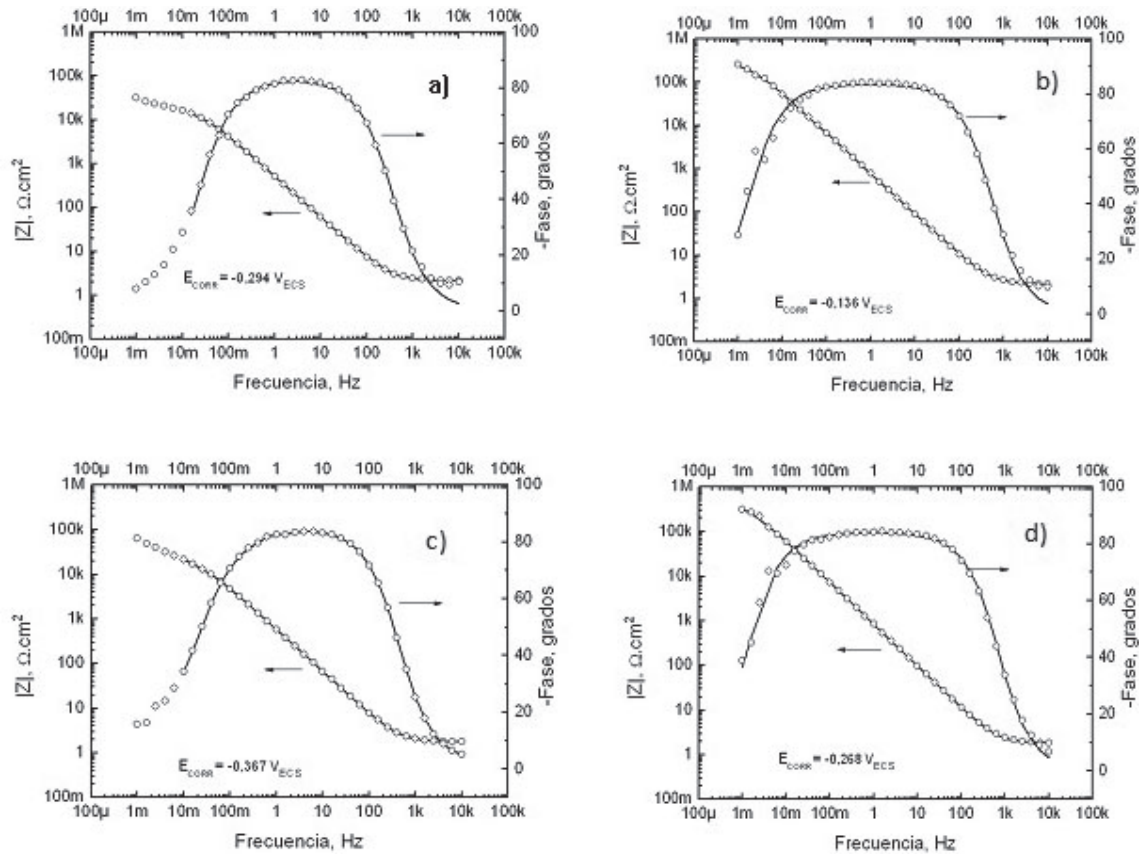 100µ 1m 10m 100m 1 10 100 1k 10k 100k
1M
100k
10k
1k
100
10
1
100m
|Z|, Ω.cm²
100
80
60
40
20
0
-Fase, grados
a)
E_CORR = -0,294 V_ECS
100µ 1m 10m 100m 1 10 100 1k 10k 100k
Frecuencia, Hz
100µ 1m 10m 100m 1 10 100 1k 10k 100k
1M
100k
10k
1k
100
10
1
100m
|Z|, Ω.cm²
100
80
60
40
20
0
-Fase, grados
b)
E_CORR = -0,136 V_ECS
100µ 1m 10m 100m 1 10 100 1k 10k 100k
Frecuencia, Hz
100µ 1m 10m 100m 1 10 100 1k 10k 100k
1M
100k
10k
1k
100
10
1
100m
|Z|, Ω.cm²
100
80
60
40
20
0
-Fase, grados
c)
E_CORR = -0,367 V_ECS
100µ 1m 10m 100m 1 10 100 1k 10k 100k
Frecuencia, Hz
100µ 1m 10m 100m 1 10 100 1k 10k 100k
1M
100k
10k
1k
100
10
1
100m
|Z|, Ω.cm²
100
80
60
40
20
0
-Fase, grados
d)
E_CORR = -0,268 V_ECS
100µ 1m 10m 100m 1 10 100 1k 10k 100k
Frecuencia, Hz